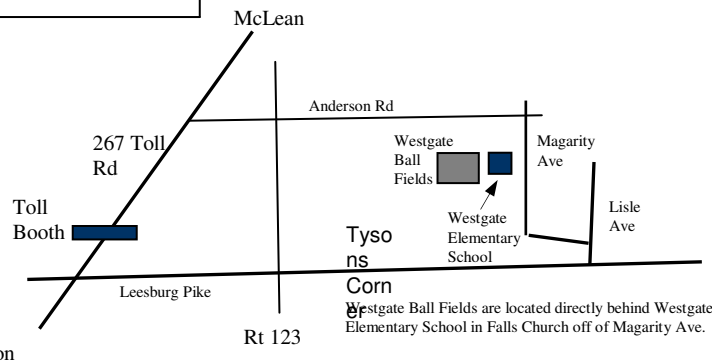 McLean
Anderson Rd
267 Toll
Rd
Westgate
Ball
Fields
Magarity
Ave
Toll
Booth
Westgate
Elementary
School
Lisle
Ave
Tyso
ns
Corn
er
Leesburg Pike
Westgate Ball Fields are located directly behind Westgate
Elementary School in Falls Church off of Magarity Ave.
Rt 123
on